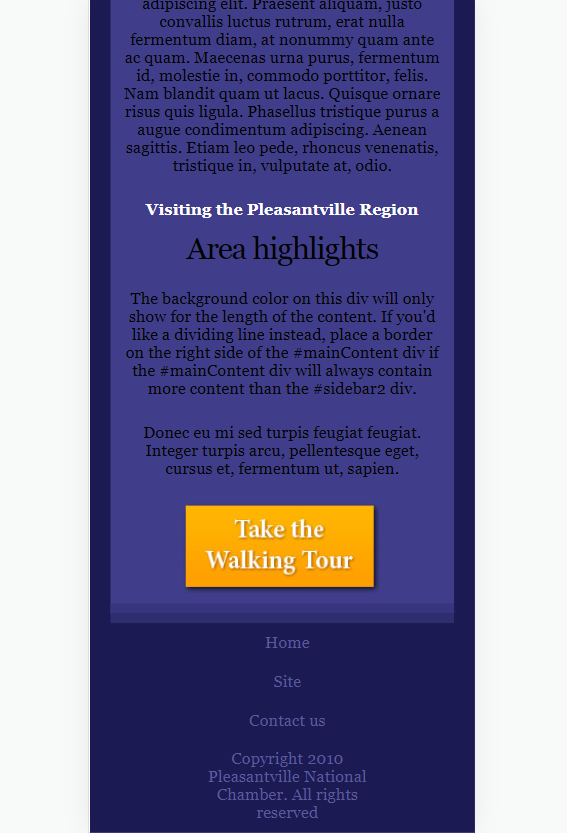 adipiscing elit. Praesent aliquam, justo
convallis luctus rutrum, erat nulla
fermentum diam, at nonummy quam ante
ac quam. Maecenas urna purus, fermentum
id, molestie in, commodo porttitor, felis.
Nam blandit quam ut lacus. Quisque ornare
risus quis ligula. Phasellus tristique purus a
augue condimentum adipiscing. Aenean
sagittis. Etiam leo pede, rhoncus venenatis,
tristique in, vulputate at, odio.
Visiting the Pleasantville Region
Area highlights
The background color on this div will only
show for the length of the content. If you'd
like a dividing line instead, place a border
on the right side of the #mainContent div if
the #mainContent div will always contain
more content than the #sidebar2 div.
Donec eu mi sed turpis feugiat feugiat.
Integer turpis arcu, pellentesque eget,
cursus et, fermentum ut, sapien.
Take the
Walking Tour
Home
Site
Contact us
Copyright 2010
Pleasantville National
Chamber. All rights
reserved